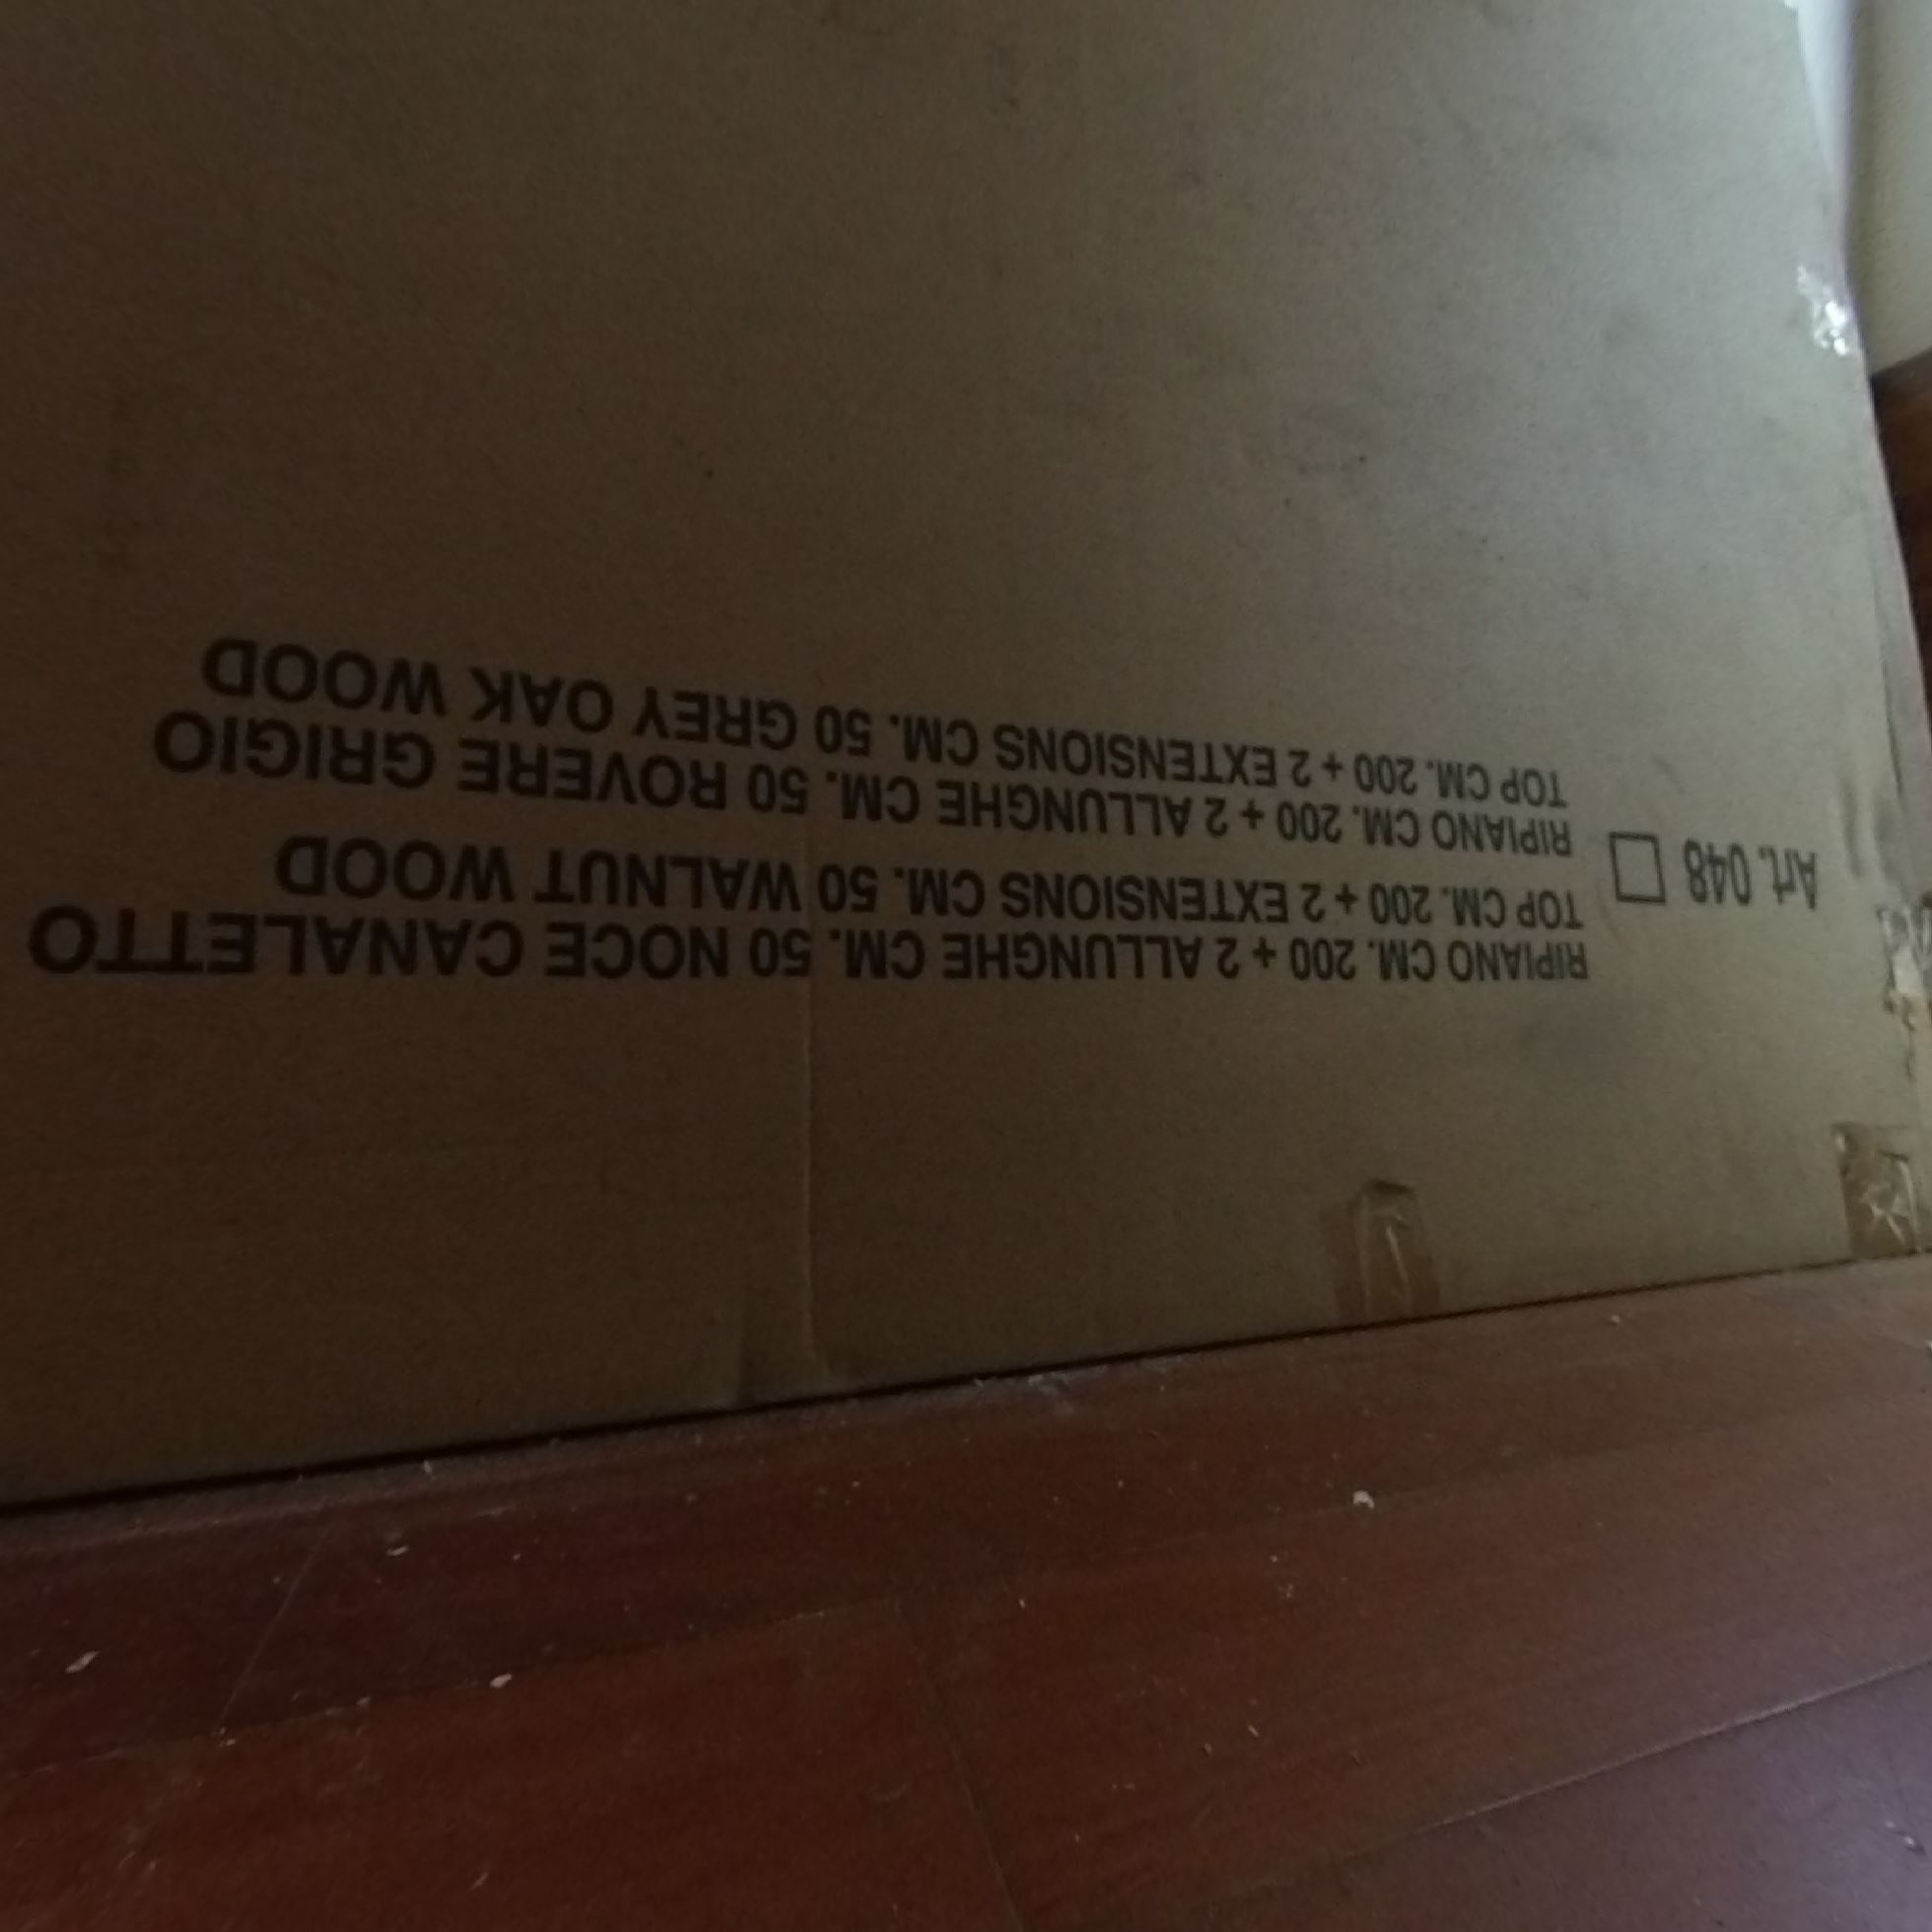 Art. 048
RIPIANO CM. 200 + 2 ALLUNGHE CM. 50 NOCE CANALETTO
TOP CM. 200 + 2 EXTENSIONS CM. 50 WALNUT WOOD
RIPIANO CM. 200 + 2 ALLUNGHE CM. 50 ROVERE GRIGIO
TOP CM. 200 + 2 EXTENSIONS CM. 50 GREY OAK WOOD